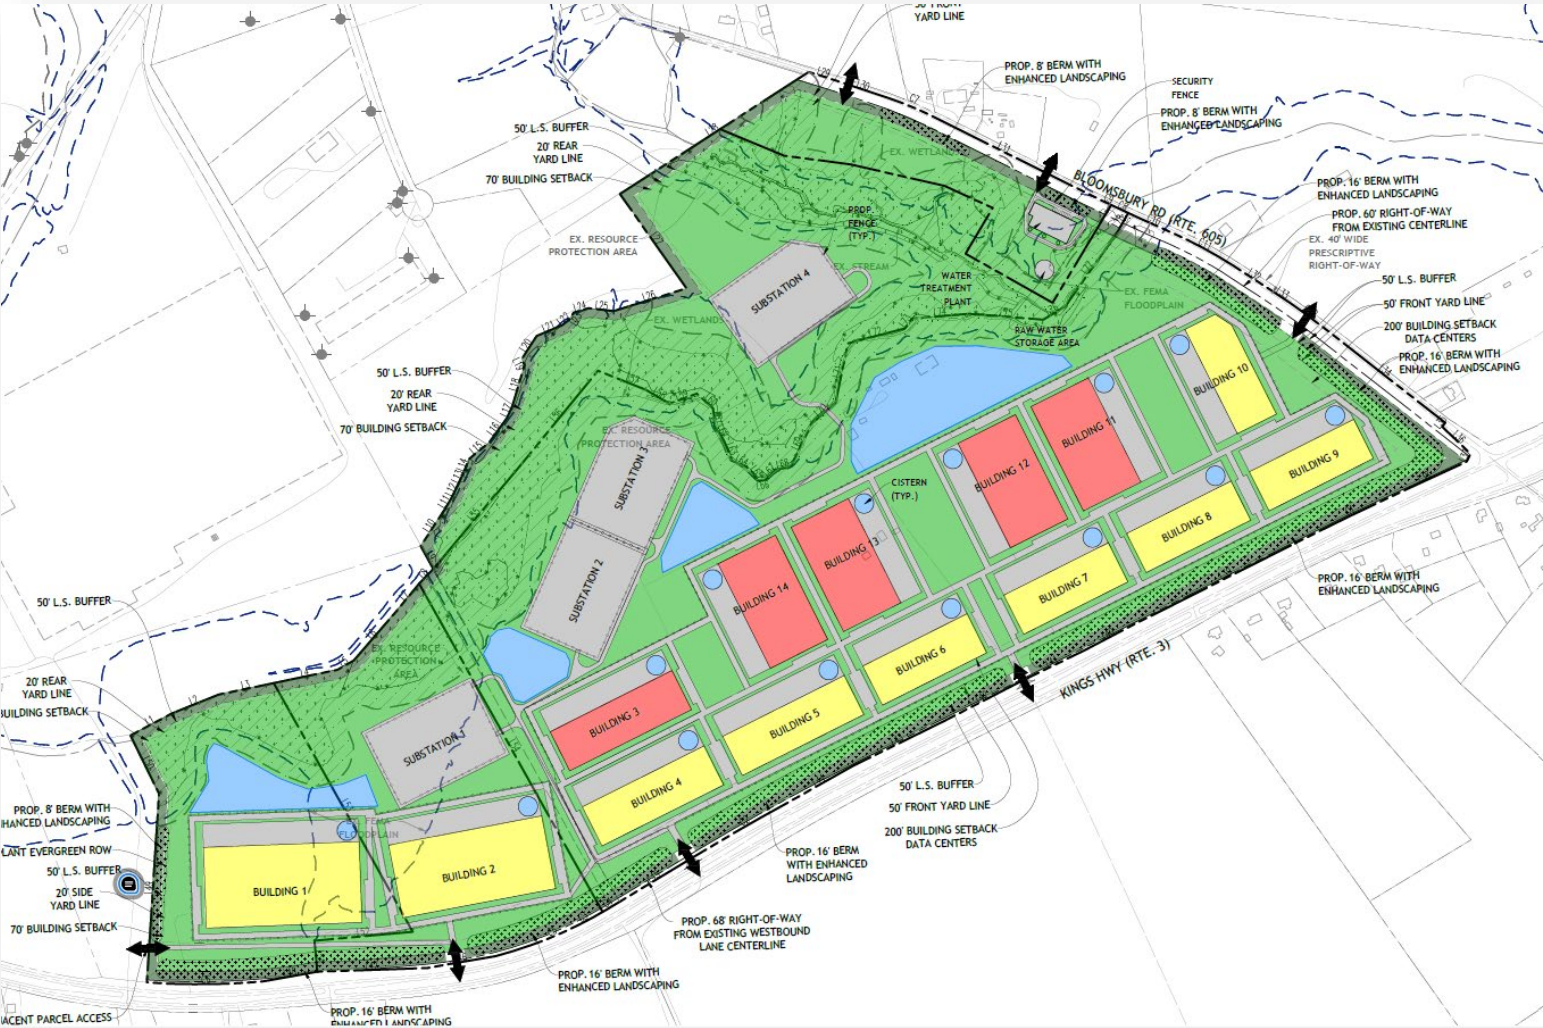 50' FRONT
YARD LINE
PROP. 8' BERM WITH
ENHANCED LANDSCAPING
SECURITY
FENCE
PROP. 8' BERM WITH
ENHANCED LANDSCAPING
50' L.S. BUFFER
20' REAR
YARD LINE
70' BUILDING SETBACK
EX. WETLANDS
BLOOMSBURY RD (RTE. 605)
PROP. 16' BERM WITH
ENHANCED LANDSCAPING
PROP. 60' RIGHT-OF-WAY
FROM EXISTING CENTERLINE
EX. 40' WIDE
PRESCRIPTIVE
RIGHT-OF-WAY
EX. RESOURCE
PROTECTION AREA
PROP.
FENCE
(TYP.)
EX. STREAM
SUBSTATION 4
WATER
TREATMENT
PLANT
EX. FEMA
FLOODPLAIN
RAW WATER
STORAGE AREA
50' L.S. BUFFER
50' FRONT YARD LINE
200' BUILDING SETBACK
DATA CENTERS
PROP. 16' BERM WITH
ENHANCED LANDSCAPING
EX. WETLANDS
50' L.S. BUFFER
20' REAR
YARD LINE
70' BUILDING SETBACK
EX. RESOURCE
PROTECTION AREA
SUBSTATION 3
SUBSTATION 2
BUILDING 10
BUILDING 11
BUILDING 12
BUILDING 9
CISTERN
(TYP.)
BUILDING 8
BUILDING 13
BUILDING 14
BUILDING 7
PROP. 16' BERM WITH
ENHANCED LANDSCAPING
50' L.S. BUFFER
EX. RESOURCE
PROTECTION
AREA
BUILDING 6
KINGS HWY (RTE. 3)
20' REAR
YARD LINE
BUILDING SETBACK
BUILDING 3
BUILDING 5
SUBSTATION 1
BUILDING 4
50' L.S. BUFFER
50' FRONT YARD LINE
200' BUILDING SETBACK
DATA CENTERS
PROP. 8' BERM WITH
HANCED LANDSCAPING
EX. FEMA
FLOODPLAIN
LANT EVERGREEN ROW
50' L.S. BUFFER
20' SIDE
YARD LINE
70' BUILDING SETBACK
BUILDING 1
BUILDING 2
PROP. 16' BERM
WITH ENHANCED
LANDSCAPING
PROP. 68' RIGHT-OF-WAY
FROM EXISTING WESTBOUND
LANE CENTERLINE
PROP. 16' BERM WITH
ENHANCED LANDSCAPING
ACENT PARCEL ACCESS
PROP. 16' BERM WITH
ENHANCED LANDSCAPING